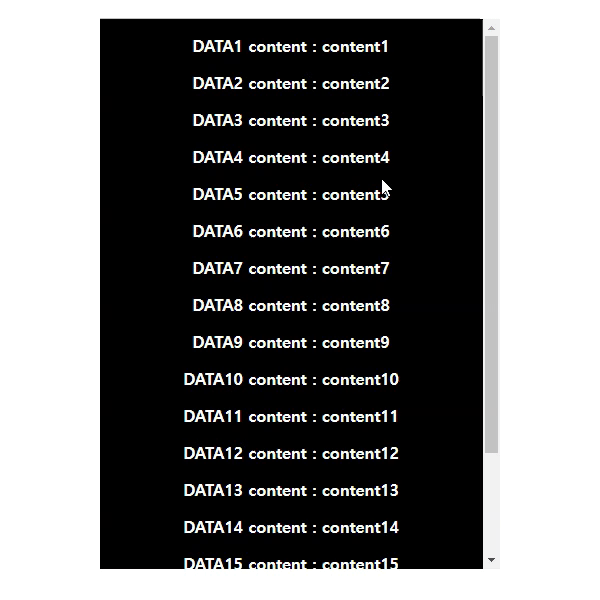 DATA1 content : content1
DATA2 content : content2
DATA3 content : content3
DATA4 content : content4
DATA5 content : content5
DATA6 content : content6
DATA7 content : content7
DATA8 content : content8
DATA9 content : content9
DATA10 content : content10
DATA11 content : content11
DATA12 content : content12
DATA13 content : content13
DATA14 content : content14
DATA15 content : content15